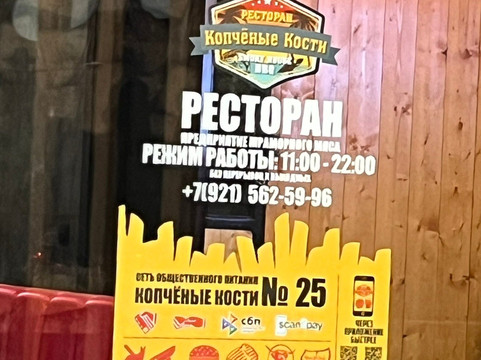 РЕСТОРАН
КОПЧЁНЫЕ КОСТИ
РЕСТОРАН
ПРЕДПРИЯТИЕ МРАМОРНОГО МЯСА
РЕЖИМ РАБОТЫ: 11:00 - 22:00
БЕЗ ПЕРЕРЫВОВ И ВЫХОДНЫХ
+7(921) 562-59-96
СЕТЬ ОБЩЕСТВЕННОГО ПИТАНИЯ
КОПЧЁНЫЕ КОСТИ № 25
сбп
scan pay
ЧЕРЕЗ
ПРИЛОЖЕНИЕ
БЫСТРЕЕ